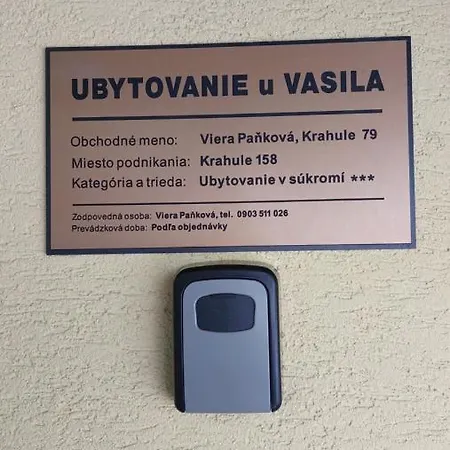 UBYTOVANIE u VASILA
Obchodné meno: Viera Paňková, Krahule 79
Miesto podnikania: Krahule 158
Kategória a trieda: Ubytovanie v súkromí ***
Zodpovedná osoba: Viera Paňková, tel. 0903 511 026
Prevádzková doba: Podľa objednávky